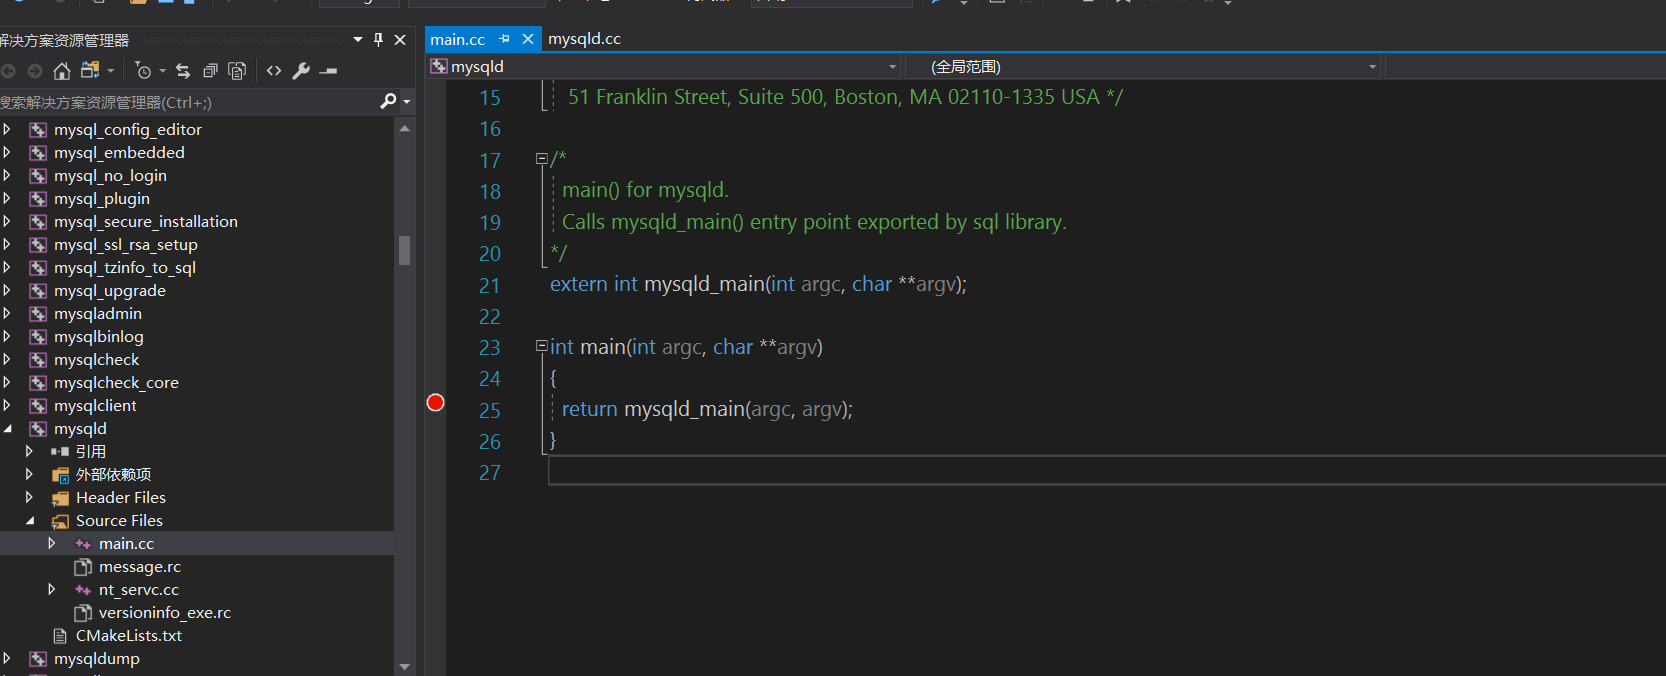 解决方案资源管理器
搜索解决方案资源管理器(Ctrl+;)
mysql_config_editor
mysql_embedded
mysql_no_login
mysql_plugin
mysql_secure_installation
mysql_ssl_rsa_setup
mysql_tzinfo_to_sql
mysql_upgrade
mysqladmin
mysqlbinlog
mysqlcheck
mysqlcheck_core
mysqlclient
mysqld
引用
外部依赖项
Header Files
Source Files
main.cc
message.rc
nt_servc.cc
versioninfo_exe.rc
CMakeLists.txt
mysqldump
main.cc mysqld.cc
mysqld (全局范围)
15 51 Franklin Street, Suite 500, Boston, MA 02110-1335 USA */
16
17 /*
18 main() for mysqld.
19 Calls mysqld_main() entry point exported by sql library.
20 */
21 extern int mysqld_main(int argc, char **argv);
22
23 int main(int argc, char **argv)
24 {
25 return mysqld_main(argc, argv);
26 }
27